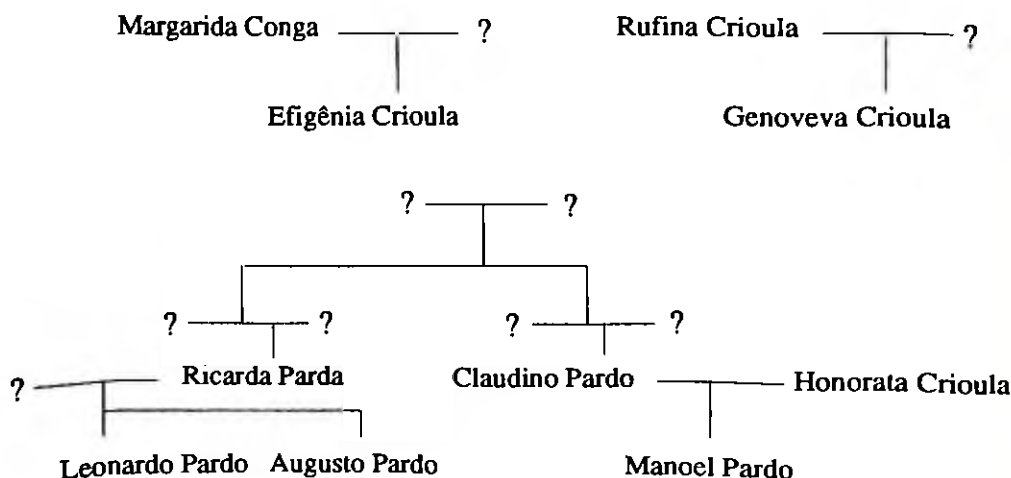 Margarida Conga ? Rufina Crioula ?
Efigênia Crioula Genoveva Crioula
? ?
? ? ? ?
? Ricarda Parda Claudino Pardo Honorata Crioula
Leonardo Pardo Augusto Pardo Manoel Pardo